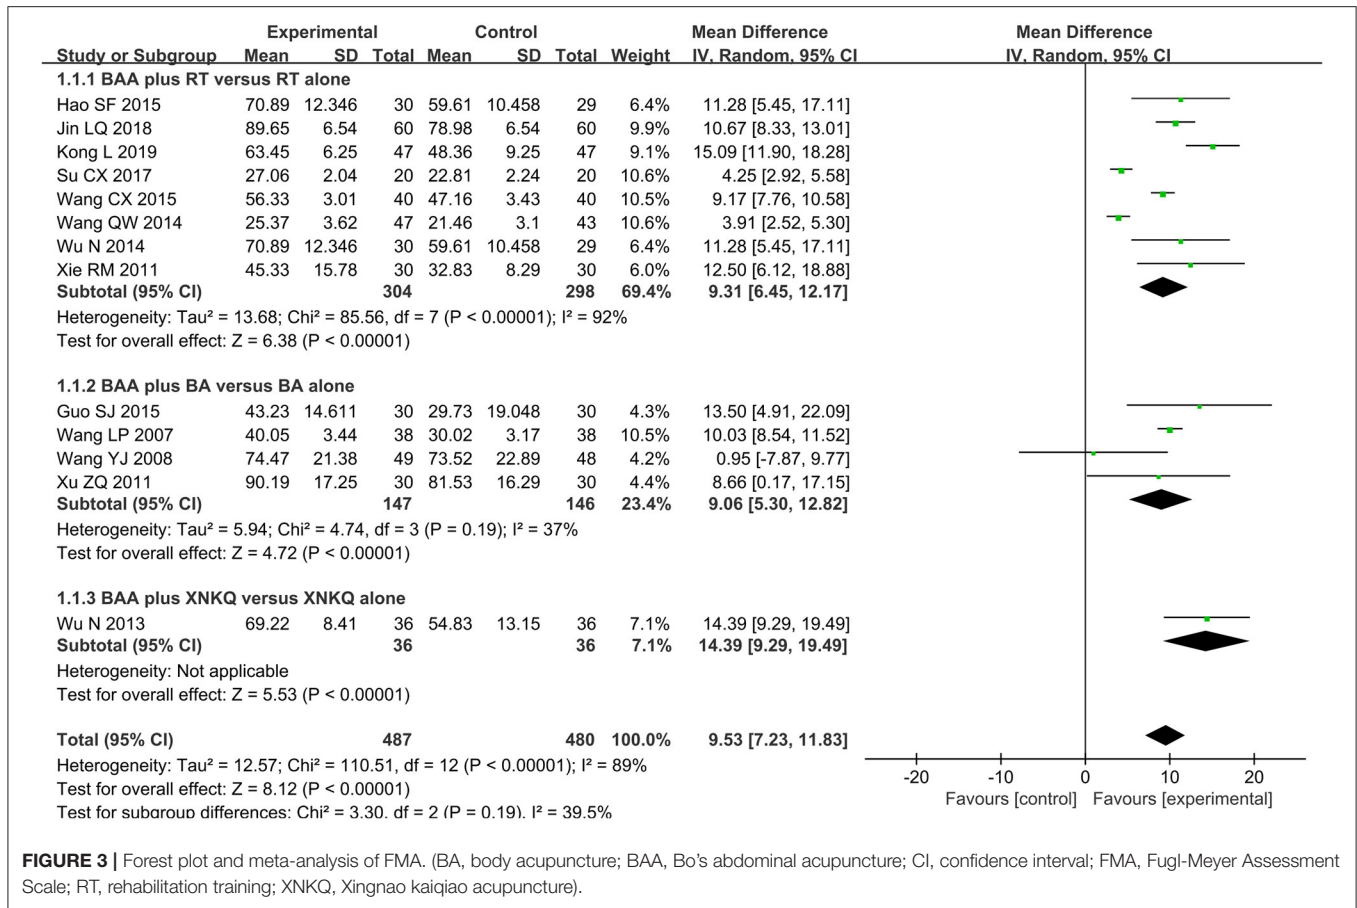 Experimental Control Mean Difference Mean Difference
Study or Subgroup Mean SD Total Mean SD Total Weight IV, Random, 95% CI IV, Random, 95% CI
1.1.1 BAA plus RT versus RT alone
Hao SF 2015 70.89 12.346 30 59.61 10.458 29 6.4% 11.28 [5.45, 17.11]
Jin LQ 2018 89.65 6.54 60 78.98 6.54 60 9.9% 10.67 [8.33, 13.01]
Kong L 2019 63.45 6.25 47 48.36 9.25 47 9.1% 15.09 [11.90, 18.28]
Su CX 2017 27.06 2.04 20 22.81 2.24 20 10.6% 4.25 [2.92, 5.58]
Wang CX 2015 56.33 3.01 40 47.16 3.43 40 10.5% 9.17 [7.76, 10.58]
Wang QW 2014 25.37 3.62 47 21.46 3.1 43 10.6% 3.91 [2.52, 5.30]
Wu N 2014 70.89 12.346 30 59.61 10.458 29 6.4% 11.28 [5.45, 17.11]
Xie RM 2011 45.33 15.78 30 32.83 8.29 30 6.0% 12.50 [6.12, 18.88]
Subtotal (95% CI) 304 298 69.4% 9.31 [6.45, 12.17]
Heterogeneity: Tau² = 13.68; Chi² = 85.56, df = 7 (P < 0.00001); I² = 92%
Test for overall effect: Z = 6.38 (P < 0.00001)
1.1.2 BAA plus BA versus BA alone
Guo SJ 2015 43.23 14.611 30 29.73 19.048 30 4.3% 13.50 [4.91, 22.09]
Wang LP 2007 40.05 3.44 38 30.02 3.17 38 10.5% 10.03 [8.54, 11.52]
Wang YJ 2008 74.47 21.38 49 73.52 22.89 48 4.2% 0.95 [-7.87, 9.77]
Xu ZQ 2011 90.19 17.25 30 81.53 16.29 30 4.4% 8.66 [0.17, 17.15]
Subtotal (95% CI) 147 146 23.4% 9.06 [5.30, 12.82]
Heterogeneity: Tau² = 5.94; Chi² = 4.74, df = 3 (P = 0.19); I² = 37%
Test for overall effect: Z = 4.72 (P < 0.00001)
1.1.3 BAA plus XNKQ versus XNKQ alone
Wu N 2013 69.22 8.41 36 54.83 13.15 36 7.1% 14.39 [9.29, 19.49]
Subtotal (95% CI) 36 36 7.1% 14.39 [9.29, 19.49]
Heterogeneity: Not applicable
Test for overall effect: Z = 5.53 (P < 0.00001)
Total (95% CI) 487 480 100.0% 9.53 [7.23, 11.83]
Heterogeneity: Tau² = 12.57; Chi² = 110.51, df = 12 (P < 0.00001); I² = 89%
Test for overall effect: Z = 8.12 (P < 0.00001)
Test for subgroup differences: Chi² = 3.30, df = 2 (P = 0.19), I² = 39.5%
-20 -10 0 10 20
Favours [control] Favours [experimental]
FIGURE 3 | Forest plot and meta-analysis of FMA. (BA, body acupuncture; BAA, Bo's abdominal acupuncture; CI, confidence interval; FMA, Fugl-Meyer Assessment
Scale; RT, rehabilitation training; XNKQ, Xingnao kaiqiao acupuncture).